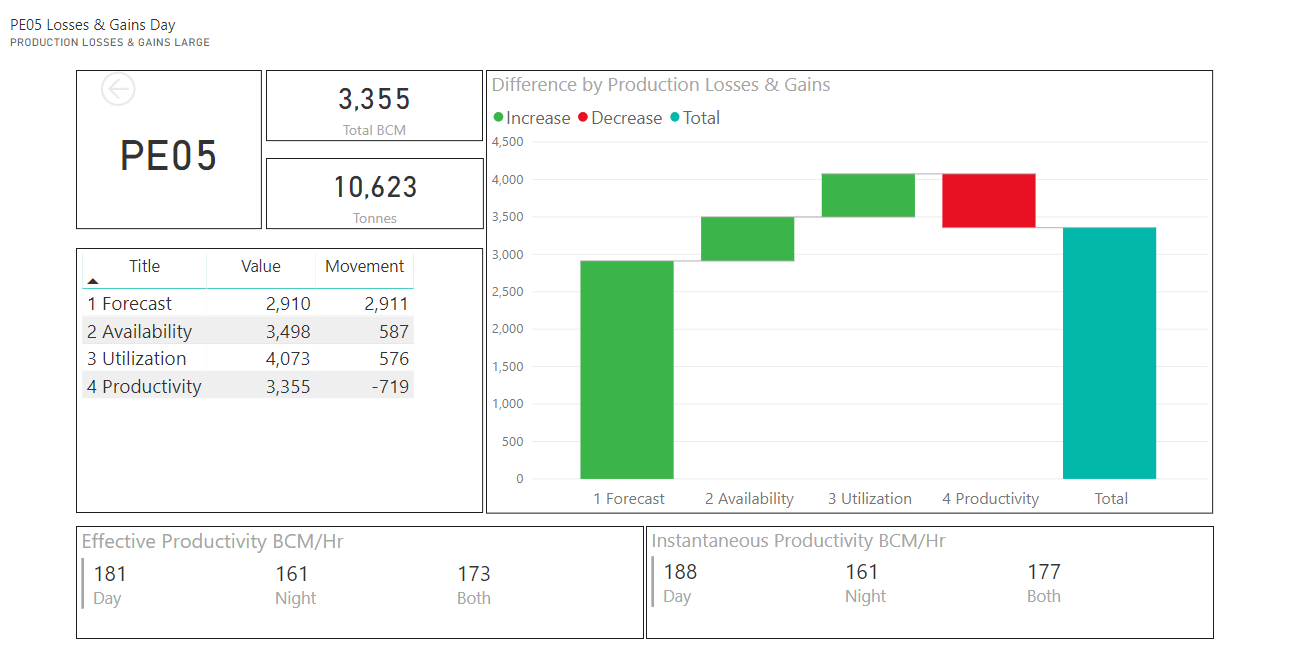 PE05 Losses & Gains Day
PRODUCTION LOSSES & GAINS LARGE
PE05
3,355
Total BCM
10,623
Tonnes
Title Value Movement
1 Forecast 2,910 2,911
2 Availability 3,498 587
3 Utilization 4,073 576
4 Productivity 3,355 -719
Difference by Production Losses & Gains
Increase Decrease Total
4,500
4,000
3,500
3,000
2,500
2,000
1,500
1,000
500
0
1 Forecast 2 Availability 3 Utilization 4 Productivity Total
Effective Productivity BCM/Hr
181 161 173
Day Night Both
Instantaneous Productivity BCM/Hr
188 161 177
Day Night Both